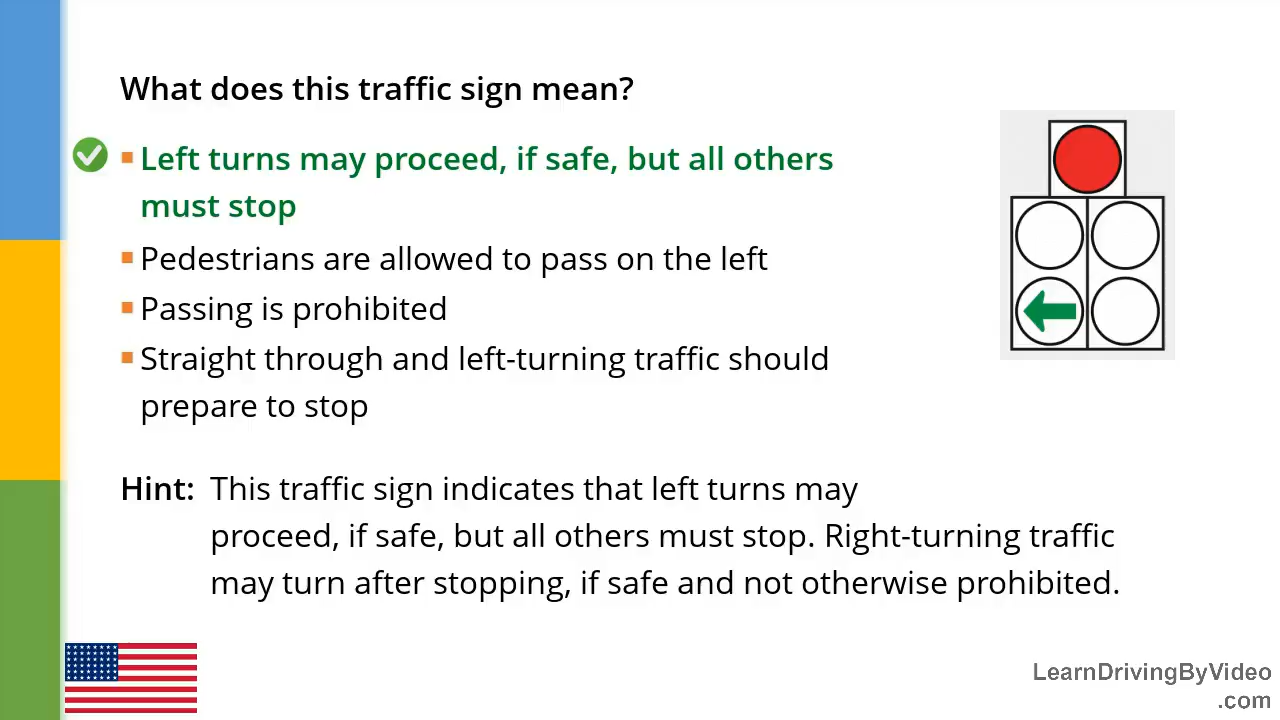 What does this traffic sign mean?
Left turns may proceed, if safe, but all others
must stop
Pedestrians are allowed to pass on the left
Passing is prohibited
Straight through and left-turning traffic should
prepare to stop
Hint: This traffic sign indicates that left turns may
proceed, if safe, but all others must stop. Right-turning traffic
may turn after stopping, if safe and not otherwise prohibited.
LearnDrivingByVideo
.com